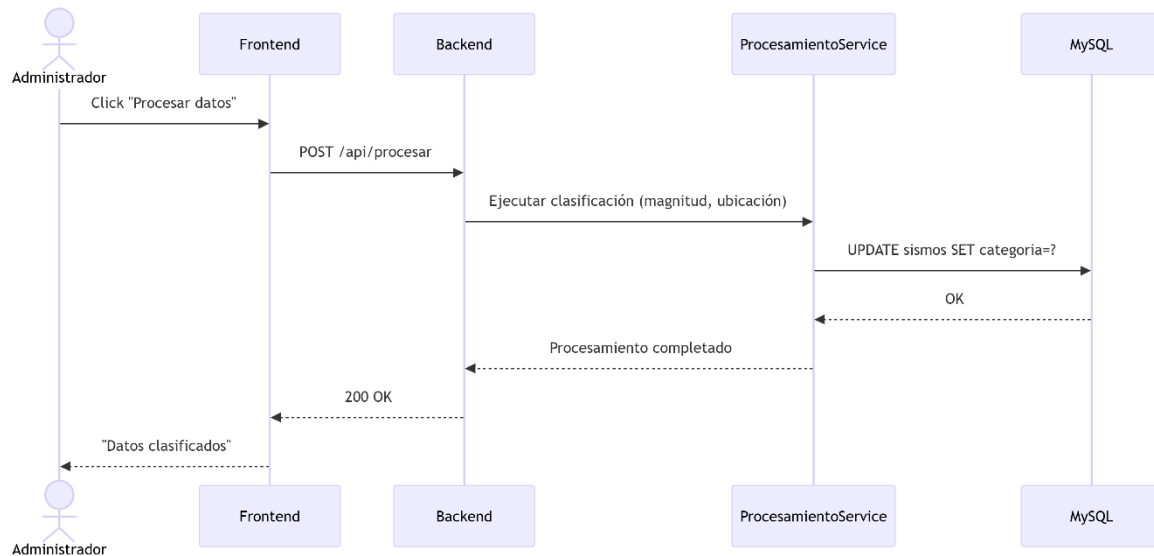 Frontend
Backend
ProcesamientoService
MySQL
Administrador
Click "Procesar datos"
POST /api/procesar
Ejecutar clasificación (magnitud, ubicación)
UPDATE sismos SET categoria=?
OK
Procesamiento completado
200 OK
"Datos clasificados"
Frontend
Backend
ProcesamientoService
MySQL
Administrador